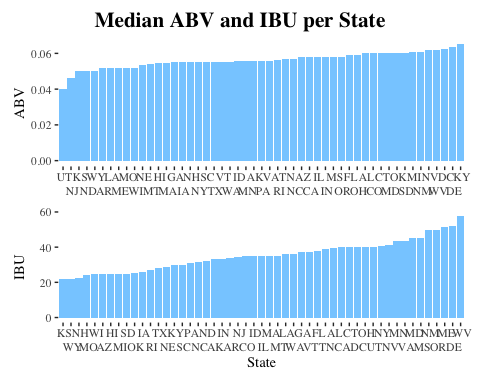 Median ABV and IBU per State
ABV
0.06
0.04
0.02
0.00
UT KS WY LA MO NE HI GA NH SC VT ID AK VA TN AZ IL MS FL AL CT OK MI NV DC KY
NJ ND AR ME WI MT MA IA NY TX WA MN PA RI NC CA IN OR OH CO MD SD NM WV DE
IBU
60
40
20
0
KS NH WI HI SD IA TX KY PA ND IN NJ ID MA LA GA FL AL CT OH NY MN MD NM ME WV
WY MO AZ MI OK RI NE SC NC AK AR CO IL MT WA VT TN CA DC UT NV VA MS OR DE
State